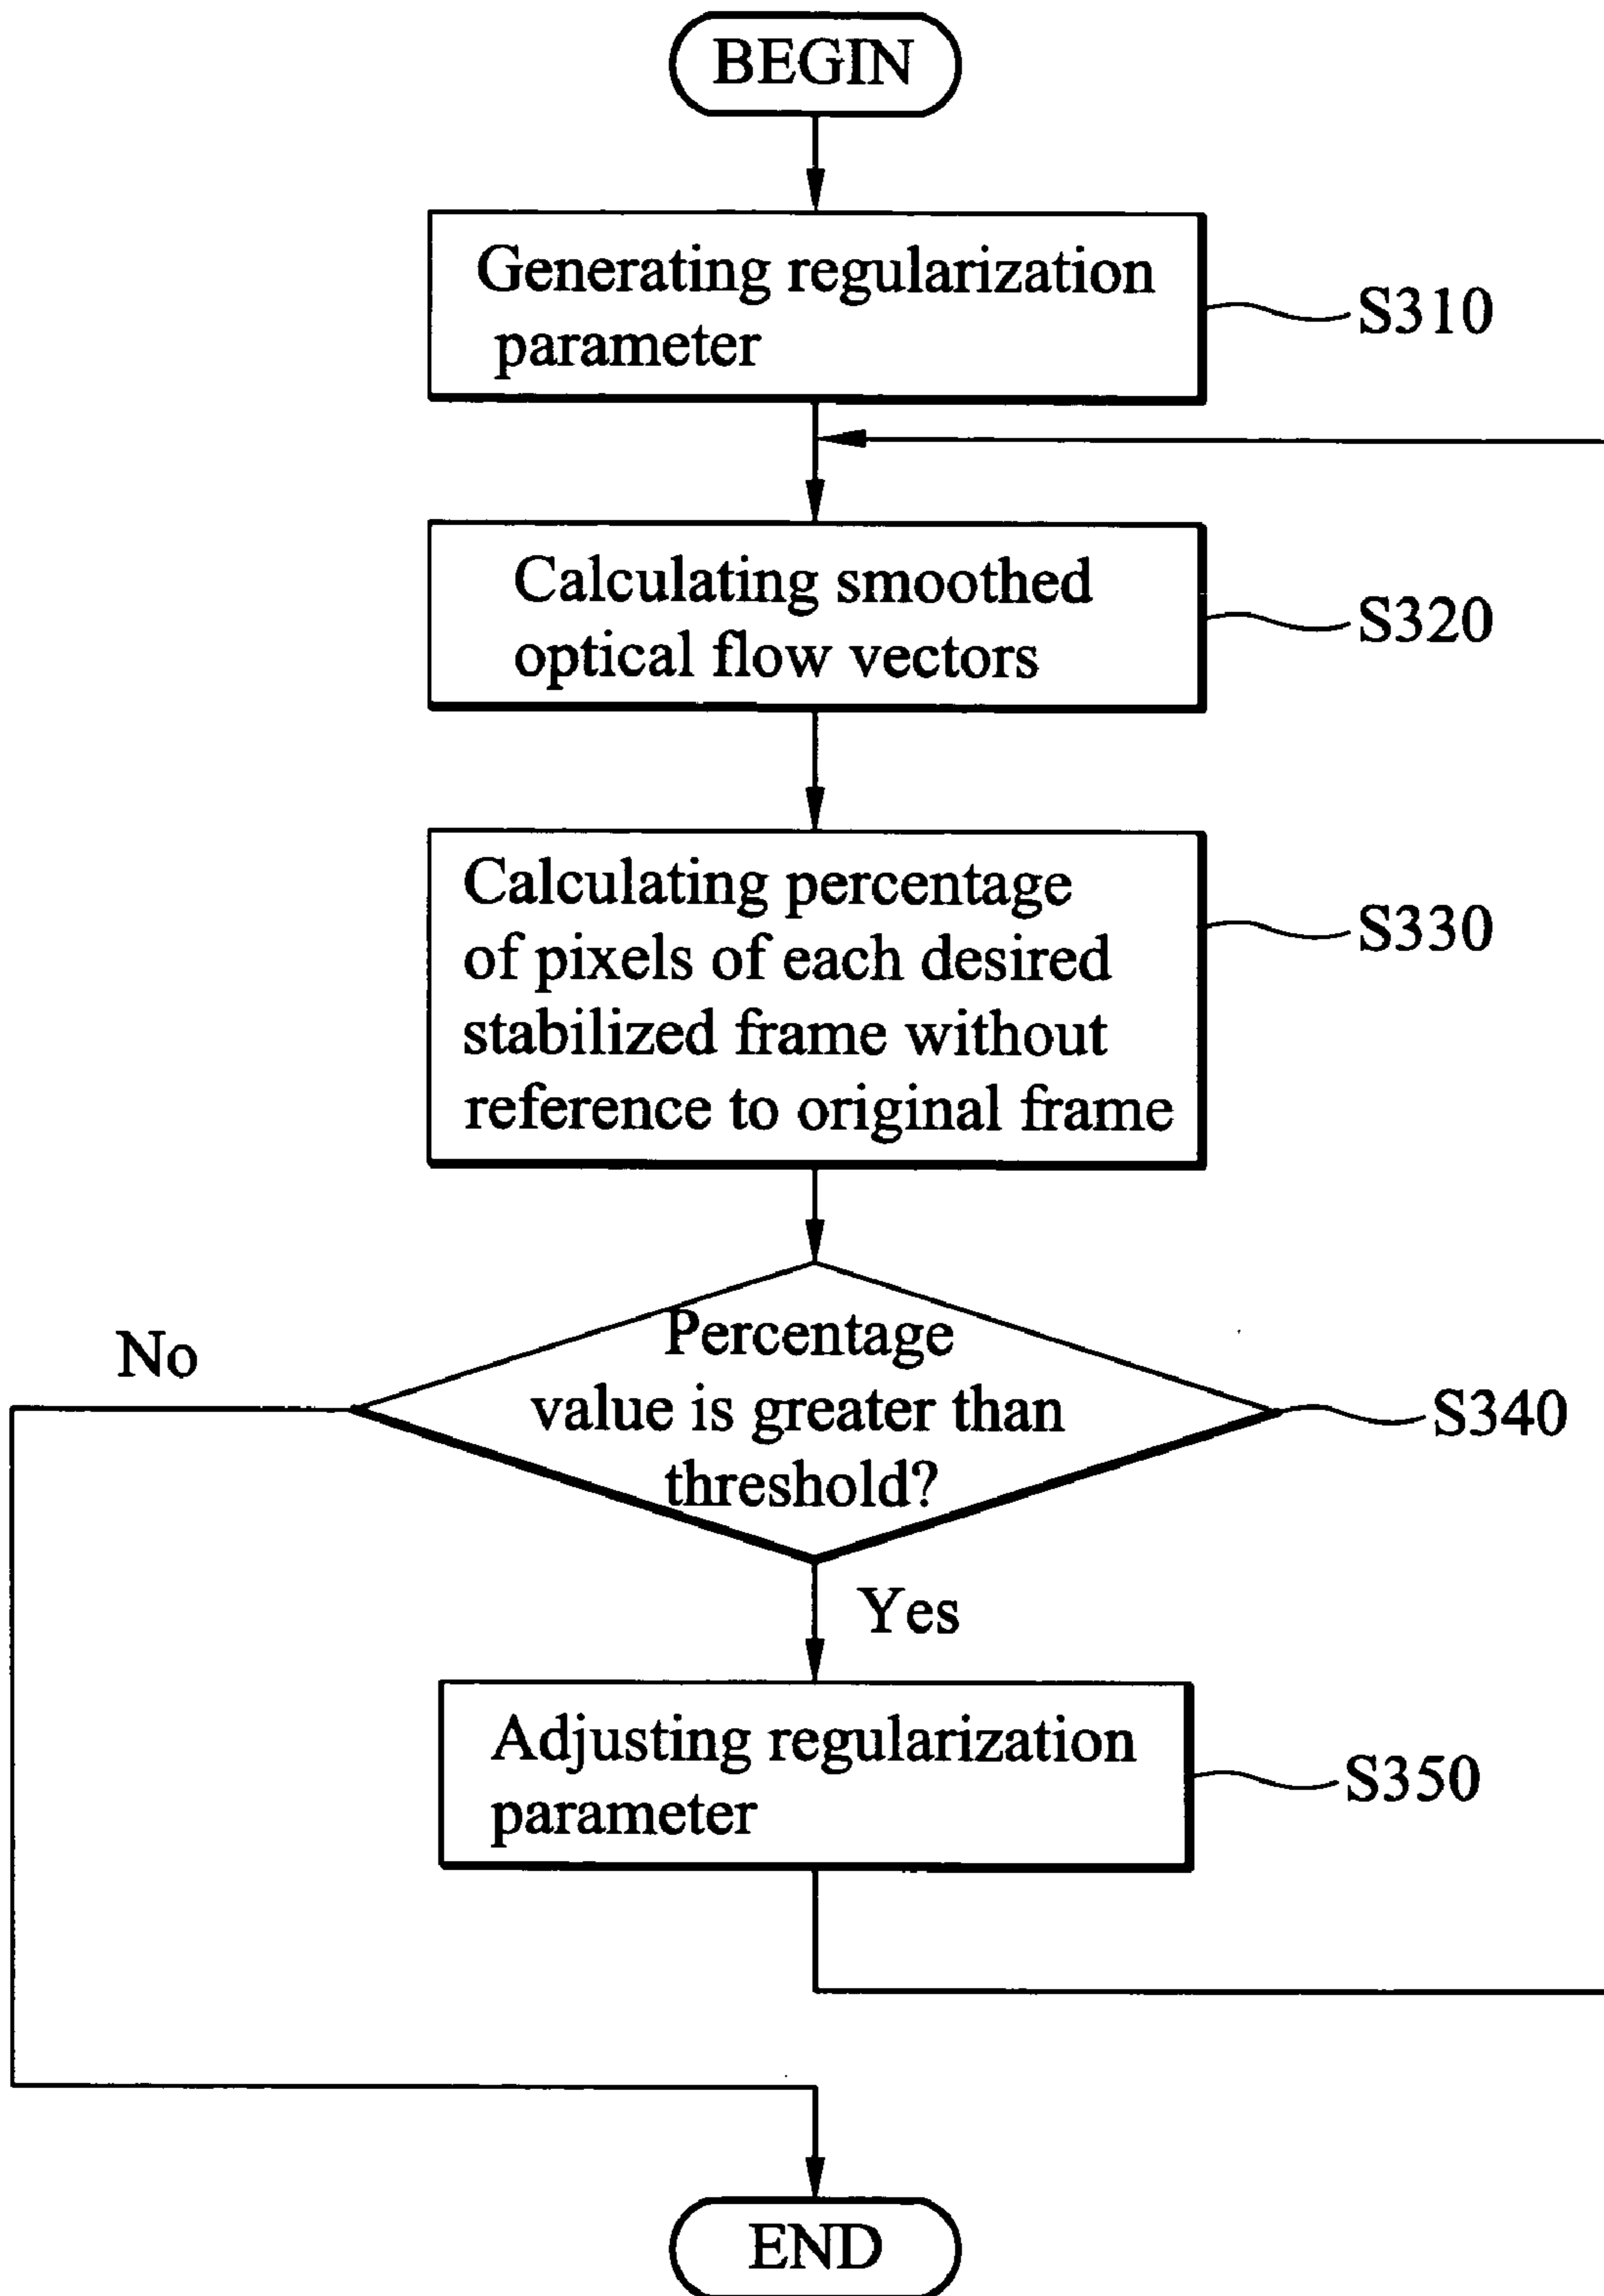 BEGIN
Generating regularization
parameter
S310
Calculating smoothed
optical flow vectors
S320
Calculating percentage
of pixels of each desired
stabilized frame without
reference to original frame
S330
Percentage
value is greater than
threshold?
S340
No
Yes
Adjusting regularization
parameter
S350
END